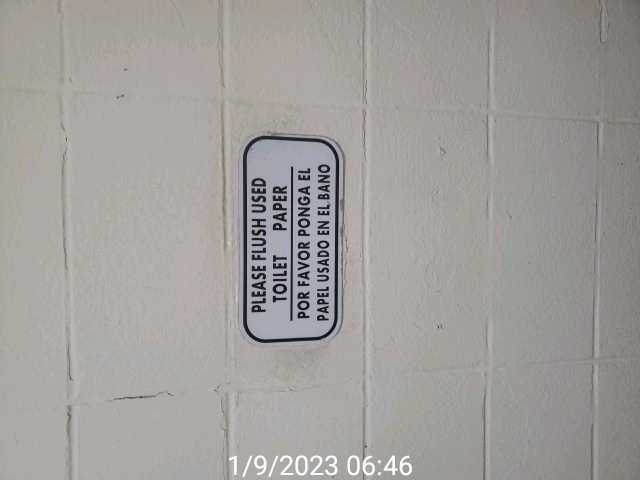 PLEASE FLUSH USED
TOILET PAPER
POR FAVOR PONGA EL
PAPEL USADO EN EL BANO
1/9/2023 06:46